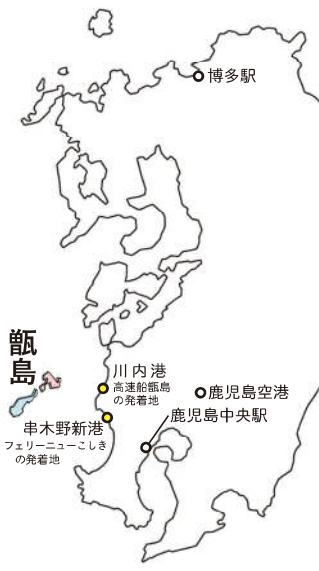 博多駅
甑島
川内港
高速船甑島
の発着地
鹿児島空港
鹿児島中央駅
串木野新港
フェリーニューこしき
の発着地